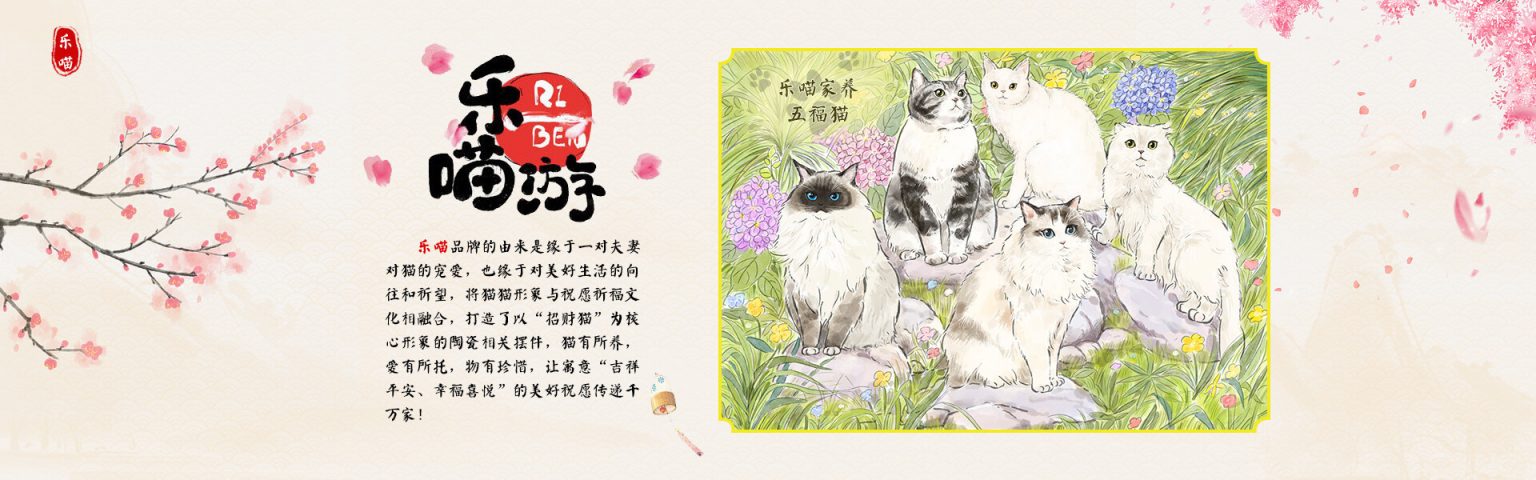 乐
喵
乐
RI
BEN
喵游
乐喵品牌的由来是缘于一对夫妻
对猫的宠爱，也缘于对美好生活的向
往和祈望，将猫猫形象与祝愿祈福文
化相融合，打造了以“招财猫”为核
心形象的陶瓷相关摆件，猫有所养，
爱有所托，物有珍惜，让寓意“吉祥
平安、幸福喜悦”的美好祝愿传递千
万家！
乐喵家养
五福猫